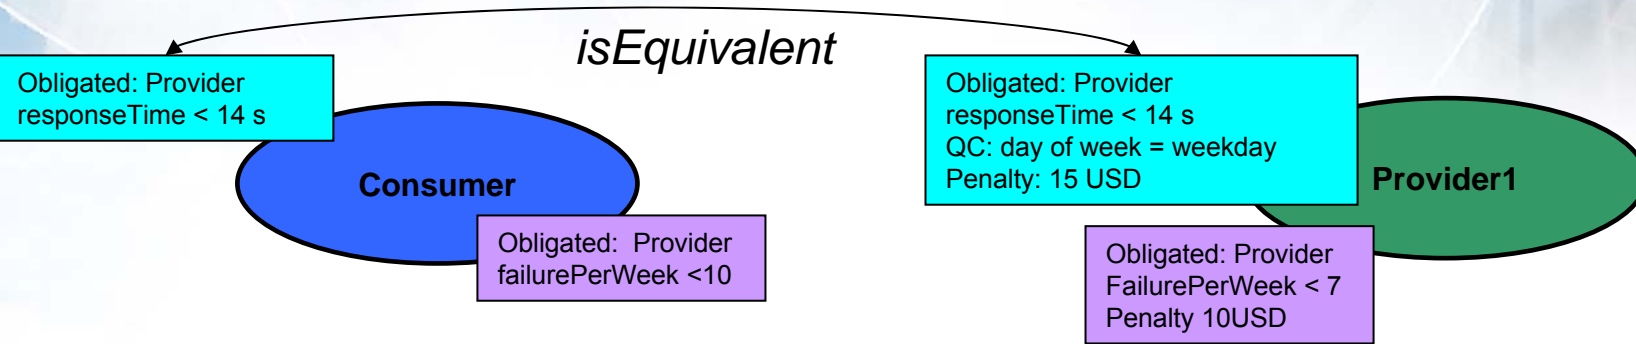 isEquivalent
Obligated: Provider
responseTime < 14 s
Consumer
Obligated:  Provider
failurePerWeek <10
Obligated: Provider
responseTime < 14 s
QC: day of week = weekday
Penalty: 15 USD
Provider1
Obligated: Provider
FailurePerWeek < 7
Penalty 10USD